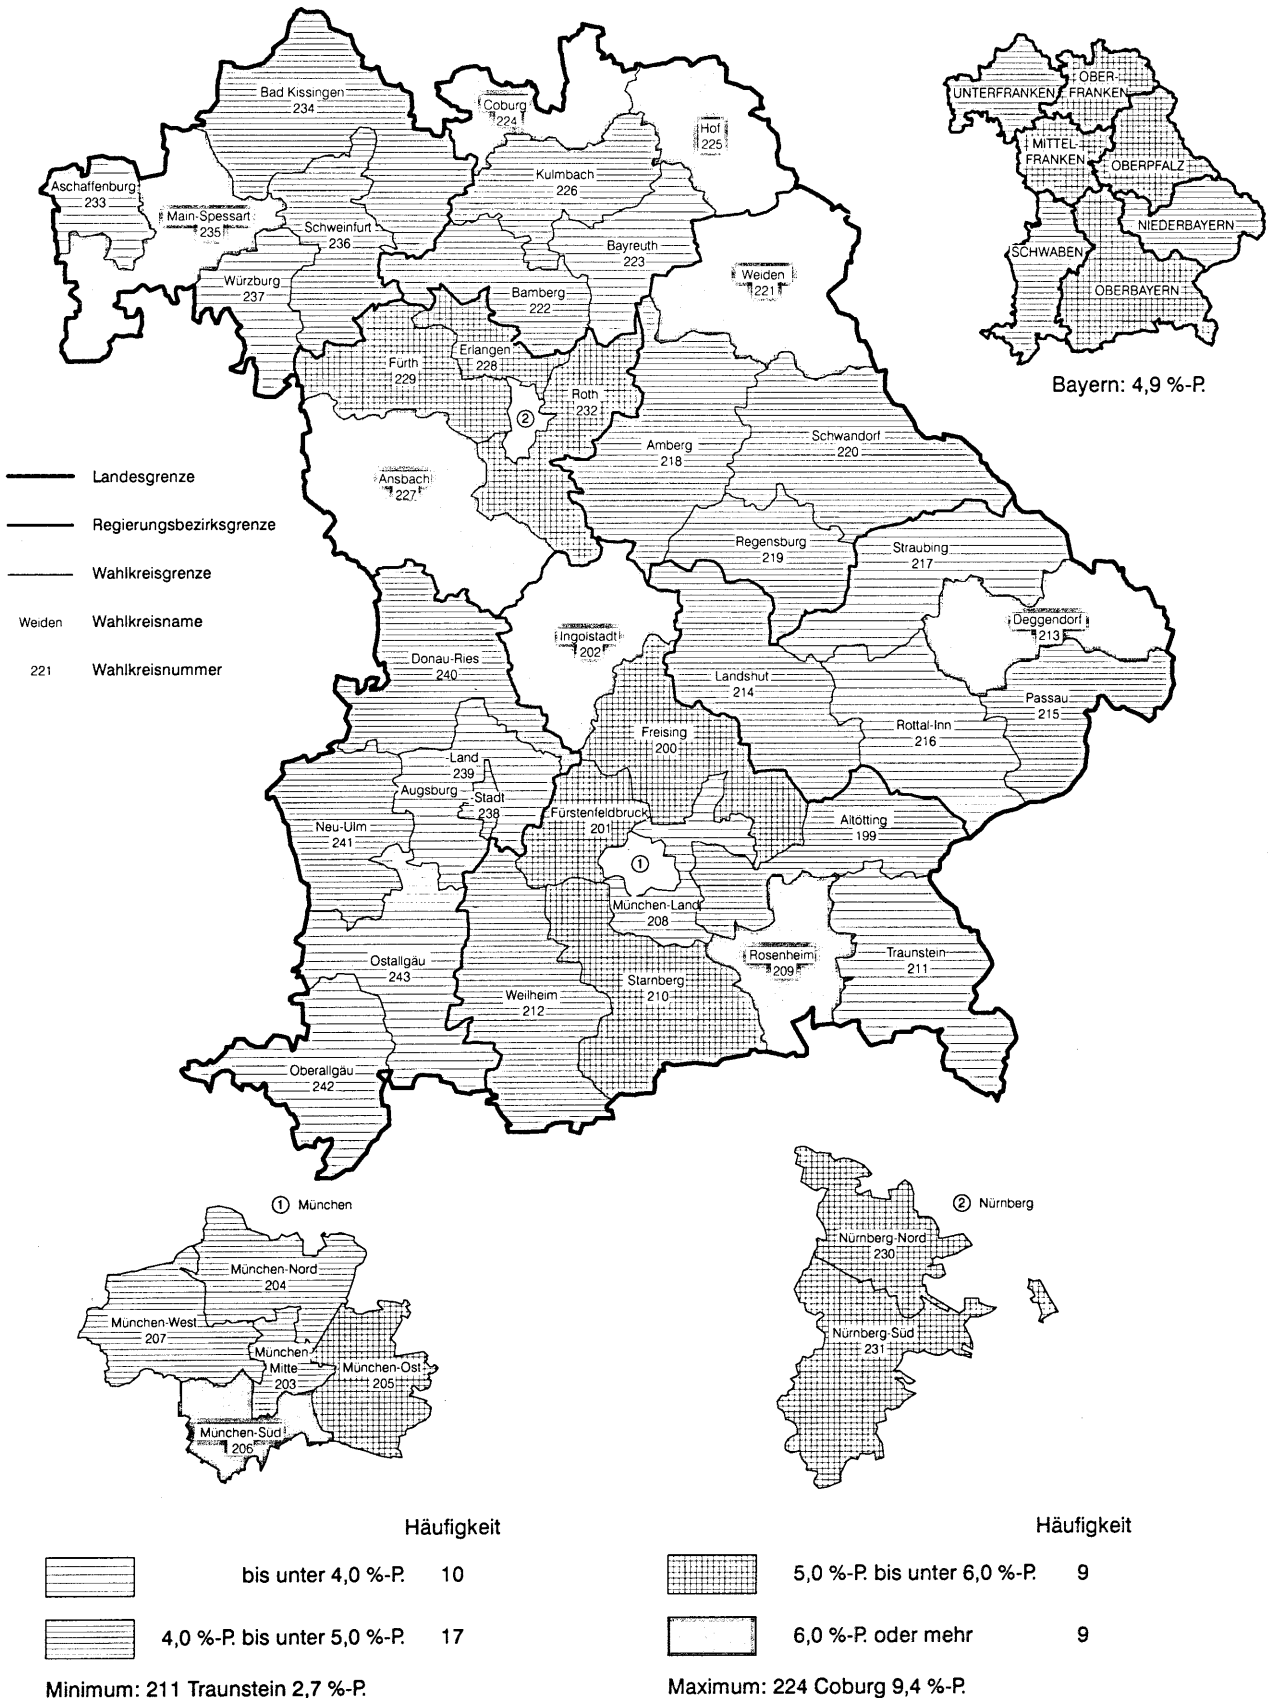 Bad Kissingen
234
Coburg
224
Hof
225
Aschaffenburg
233
Main-Spessart
235
Kulmbach
226
Schweinfurt
236
Bayreuth
223
Würzburg
237
Bamberg
222
Weiden
221
UNTERFRANKEN
OBER-
FRANKEN
MITTEL-
FRANKEN
OBERPFALZ
NIEDERBAYERN
SCHWABEN
OBERBAYERN
Bayern: 4,9 %-P.
Fürth
229
Erlangen
228
Roth
232
2
Amberg
218
Schwandorf
220
Ansbach
227
Regensburg
219
Straubing
217
Landesgrenze
Regierungsbezirksgrenze
Wahlkreisgrenze
Weiden Wahlkreisname
221 Wahlkreisnummer
Ingolstadt
202
Deggendorf
213
Donau-Ries
240
Landshut
214
Passau
215
Freising
200
Rottal-Inn
216
-Land
239
Augsburg
-Stadt
238
Fürstenfeldbruck
201
Altötting
199
Neu-Ulm
241
1
München-Land
208
Ostallgäu
243
Rosenheim
209
Traunstein
211
Starnberg
210
Weilheim
212
Oberallgäu
242
1 München
München-Nord
204
München-West
207
München
Mitte
203
München-Ost
205
München-Süd
206
2 Nürnberg
Nürnberg-Nord
230
Nürnberg-Süd
231
Häufigkeit
bis unter 4,0 %-P. 10
4,0 %-P. bis unter 5,0 %-P. 17
Minimum: 211 Traunstein 2,7 %-P.
Häufigkeit
5,0 %-P. bis unter 6,0 %-P. 9
6,0 %-P. oder mehr 9
Maximum: 224 Coburg 9,4 %-P.